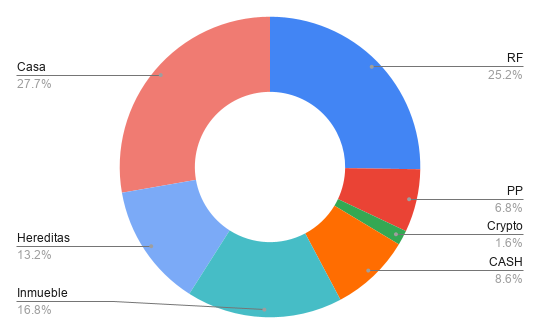 Casa
27.7%
RF
25.2%
PP
6.8%
Crypto
1.6%
CASH
8.6%
Hereditas
13.2%
Inmueble
16.8%